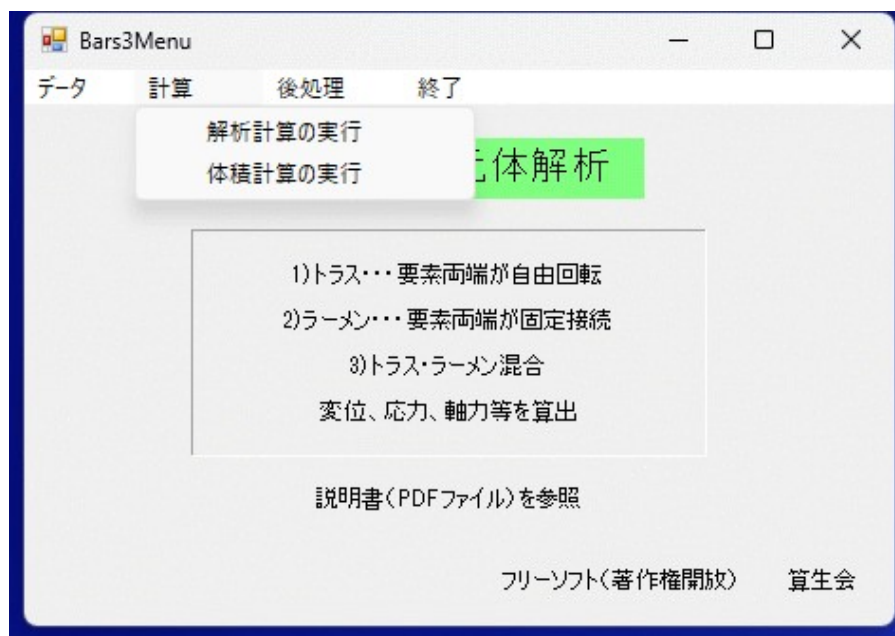 Bars3Menu
データ 計算 後処理 終了
解析計算の実行
体積計算の実行
体解析
1)トラス・・・要素両端が自由回転
2)ラーメン・・・要素両端が固定接続
3)トラス・ラーメン混合
変位、応力、軸力等を算出
説明書(PDFファイル)を参照
フリーソフト(著作権開放) 算生会